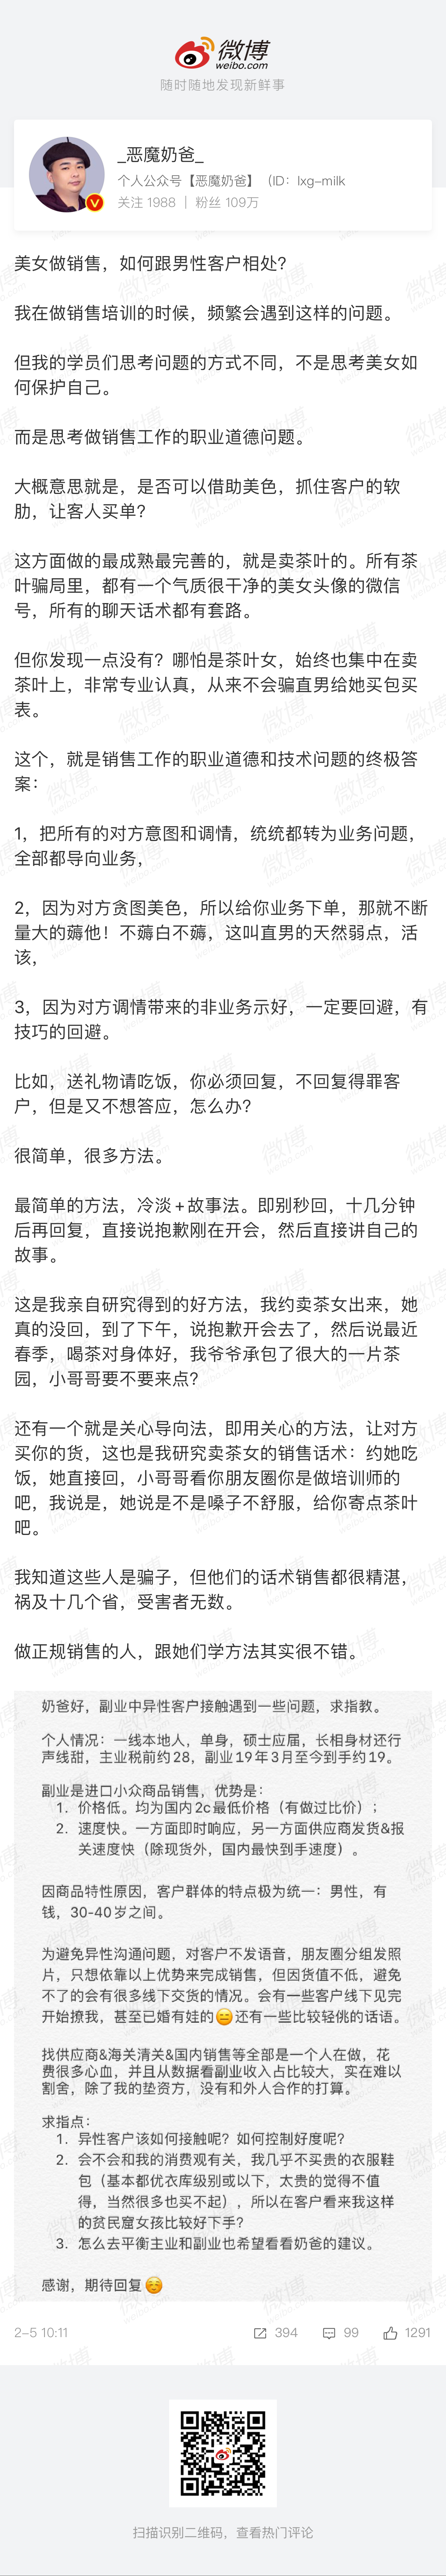 微博
weibo.com
随时随地发现新鲜事
_恶魔奶爸_
个人公众号【恶魔奶爸】（ID：lxg-milk
关注 1988 | 粉丝 109万
美女做销售，如何跟男性客户相处？
我在做销售培训的时候，频繁会遇到这样的问题。
但我的学员们思考问题的方式不同，不是思考美女如
何保护自己。
而是思考做销售工作的职业道德问题。
大概意思就是，是否可以借助美色，抓住客户的软
肋，让客人买单？
这方面做的最成熟最完善的，就是卖茶叶的。所有茶
叶骗局里，都有一个气质很干净的美女头像的微信
号，所有的聊天话术都有套路。
但你发现一点没有？哪怕是茶叶女，始终也集中在卖
茶叶上，非常专业认真，从来不会骗直男给她买包买
表。
这个，就是销售工作的职业道德和技术问题的终极答
案：
1，把所有的对方意图和调情，统统都转为业务问题，
全部都导向业务，
2，因为对方贪图美色，所以给你业务下单，那就不断
量大的薅他！不薅白不薅，这叫直男的天然弱点，活
该，
3，因为对方调情带来的非业务示好，一定要回避，有
技巧的回避。
比如，送礼物请吃饭，你必须回复，不回复得罪客
户，但是又不想答应，怎么办？
很简单，很多方法。
最简单的方法，冷淡+故事法。即别秒回，十几分钟
后再回复，直接说抱歉刚在开会，然后直接讲自己的
故事。
这是我亲自研究得到的好方法，我约卖茶女出来，她
真的没回，到了下午，说抱歉开会去了，然后说最近
春季，喝茶对身体好，我爷爷承包了很大的一片茶
园，小哥哥要不要来点？
还有一个就是关心导向法，即用关心的方法，让对方
买你的货，这也是我研究卖茶女的销售话术：约她吃
饭，她直接回，小哥哥看你朋友圈你是做培训师的
吧，我说是，她说是不是嗓子不舒服，给你寄点茶叶
吧。
我知道这些人是骗子，但他们的话术销售都很精湛，
祸及十几个省，受害者无数。
做正规销售的人，跟她们学方法其实很不错。
奶爸好，副业中异性客户接触遇到一些问题，求指教。
个人情况：一线本地人，单身，硕士应届，长相身材还行
声线甜，主业税前约28，副业19年3月至今到手约19。
副业是进口小众商品销售，优势是：
1. 价格低。均为国内2c最低价格（有做过比价）；
2. 速度快。一方面即时响应，另一方面供应商发货&报
关速度快（除现货外，国内最快到手速度）。
因商品特性原因，客户群体的特点极为统一：男性，有
钱，30-40岁之间。
为避免异性沟通问题，对客户不发语音，朋友圈分组发照
片，只想依靠以上优势来完成销售，但因货值不低，避免
不了的会有很多线下交货的情况。会有一些客户线下见完
开始撩我，甚至已婚有娃的😑还有一些比较轻佻的话语。
找供应商&海关清关&国内销售等全部是一个人在做，花
费很多心血，并且从数据看副业收入占比较大，实在难以
割舍，除了我的垫资方，没有和外人合作的打算。
求指点：
1. 异性客户该如何接触呢？如何控制好度呢？
2. 会不会和我的消费观有关，我几乎不买贵的衣服鞋
包（基本都优衣库级别或以下，太贵的觉得不值
得，当然很多也买不起），所以在客户看来我这样
的贫民窟女孩比较好下手？
3. 怎么去平衡主业和副业也希望看看奶爸的建议。
感谢，期待回复☺️
2-5 10:11
394
99
1291
扫描识别二维码，查看热门评论